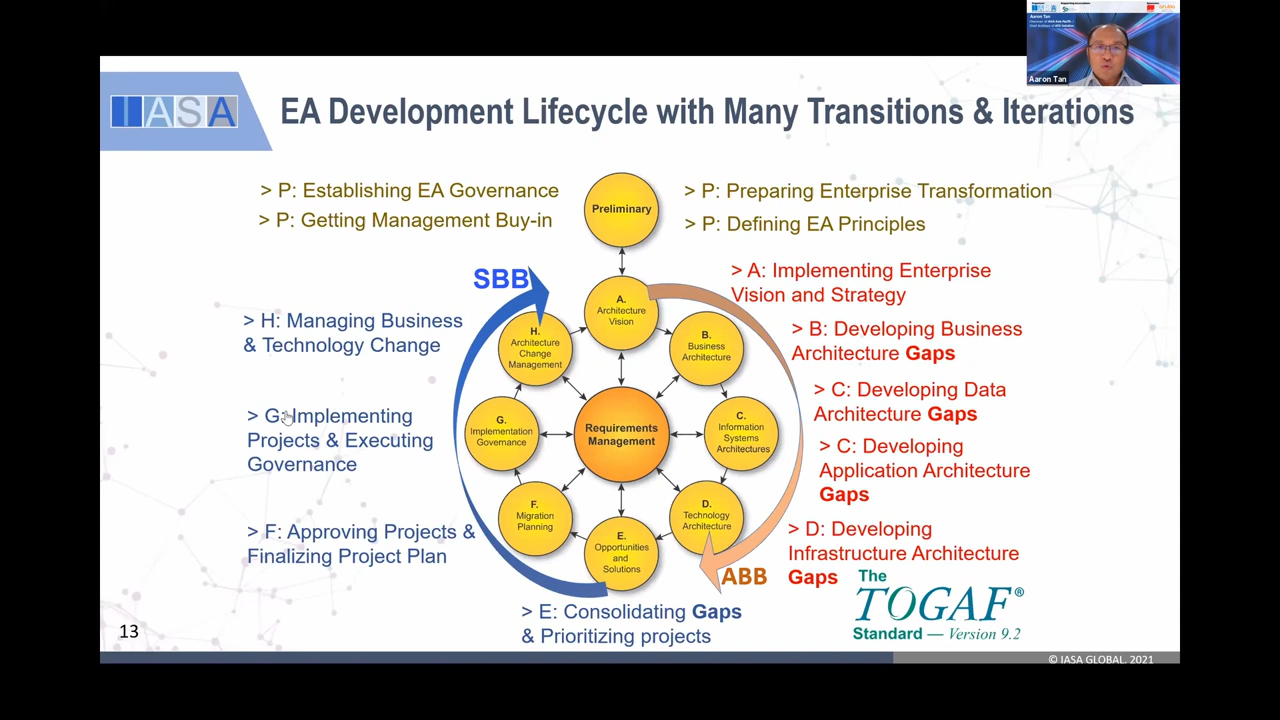 Aaron Tan
Aaron Tan
IASA
EA Development Lifecycle with Many Transitions & Iterations
> P: Establishing EA Governance
> P: Getting Management Buy-in
Preliminary
> P: Preparing Enterprise Transformation
> P: Defining EA Principles
SBB
A.
Architecture
Vision
> A: Implementing Enterprise
Vision and Strategy
> H: Managing Business
& Technology Change
H.
Architecture
Change
Management
B.
Business
Architecture
> B: Developing Business
Architecture Gaps
> G: Implementing
Projects & Executing
Governance
G.
Implementation
Governance
Requirements
Management
C.
Information
Systems
Architectures
> C: Developing Data
Architecture Gaps
> C: Developing
Application Architecture
Gaps
> F: Approving Projects &
Finalizing Project Plan
F.
Migration
Planning
E.
Opportunities
and
Solutions
D.
Technology
Architecture
> D: Developing
Infrastructure Architecture
Gaps
ABB
> E: Consolidating Gaps
& Prioritizing projects
The
TOGAF®
Standard — Version 9.2
13
© IASA GLOBAL, 2021